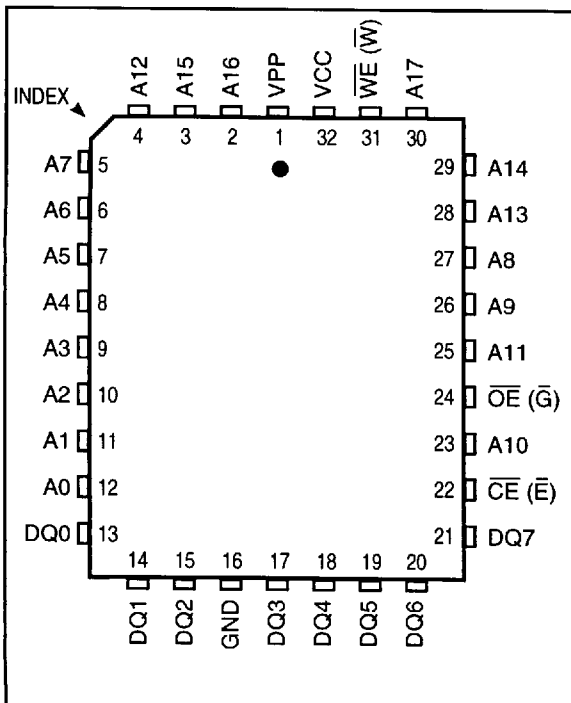 A12 A15 A16 VPP VCC W̅E̅ (W̅) A17
INDEX
4 3 2 1 32 31 30
A7 5 29 A14
A6 6 28 A13
A5 7 27 A8
A4 8 26 A9
A3 9 25 A11
A2 10 24 O̅E̅ (G̅)
A1 11 23 A10
A0 12 22 C̅E̅ (E̅)
DQ0 13 21 DQ7
14 15 16 17 18 19 20
DQ1 DQ2 GND DQ3 DQ4 DQ5 DQ6